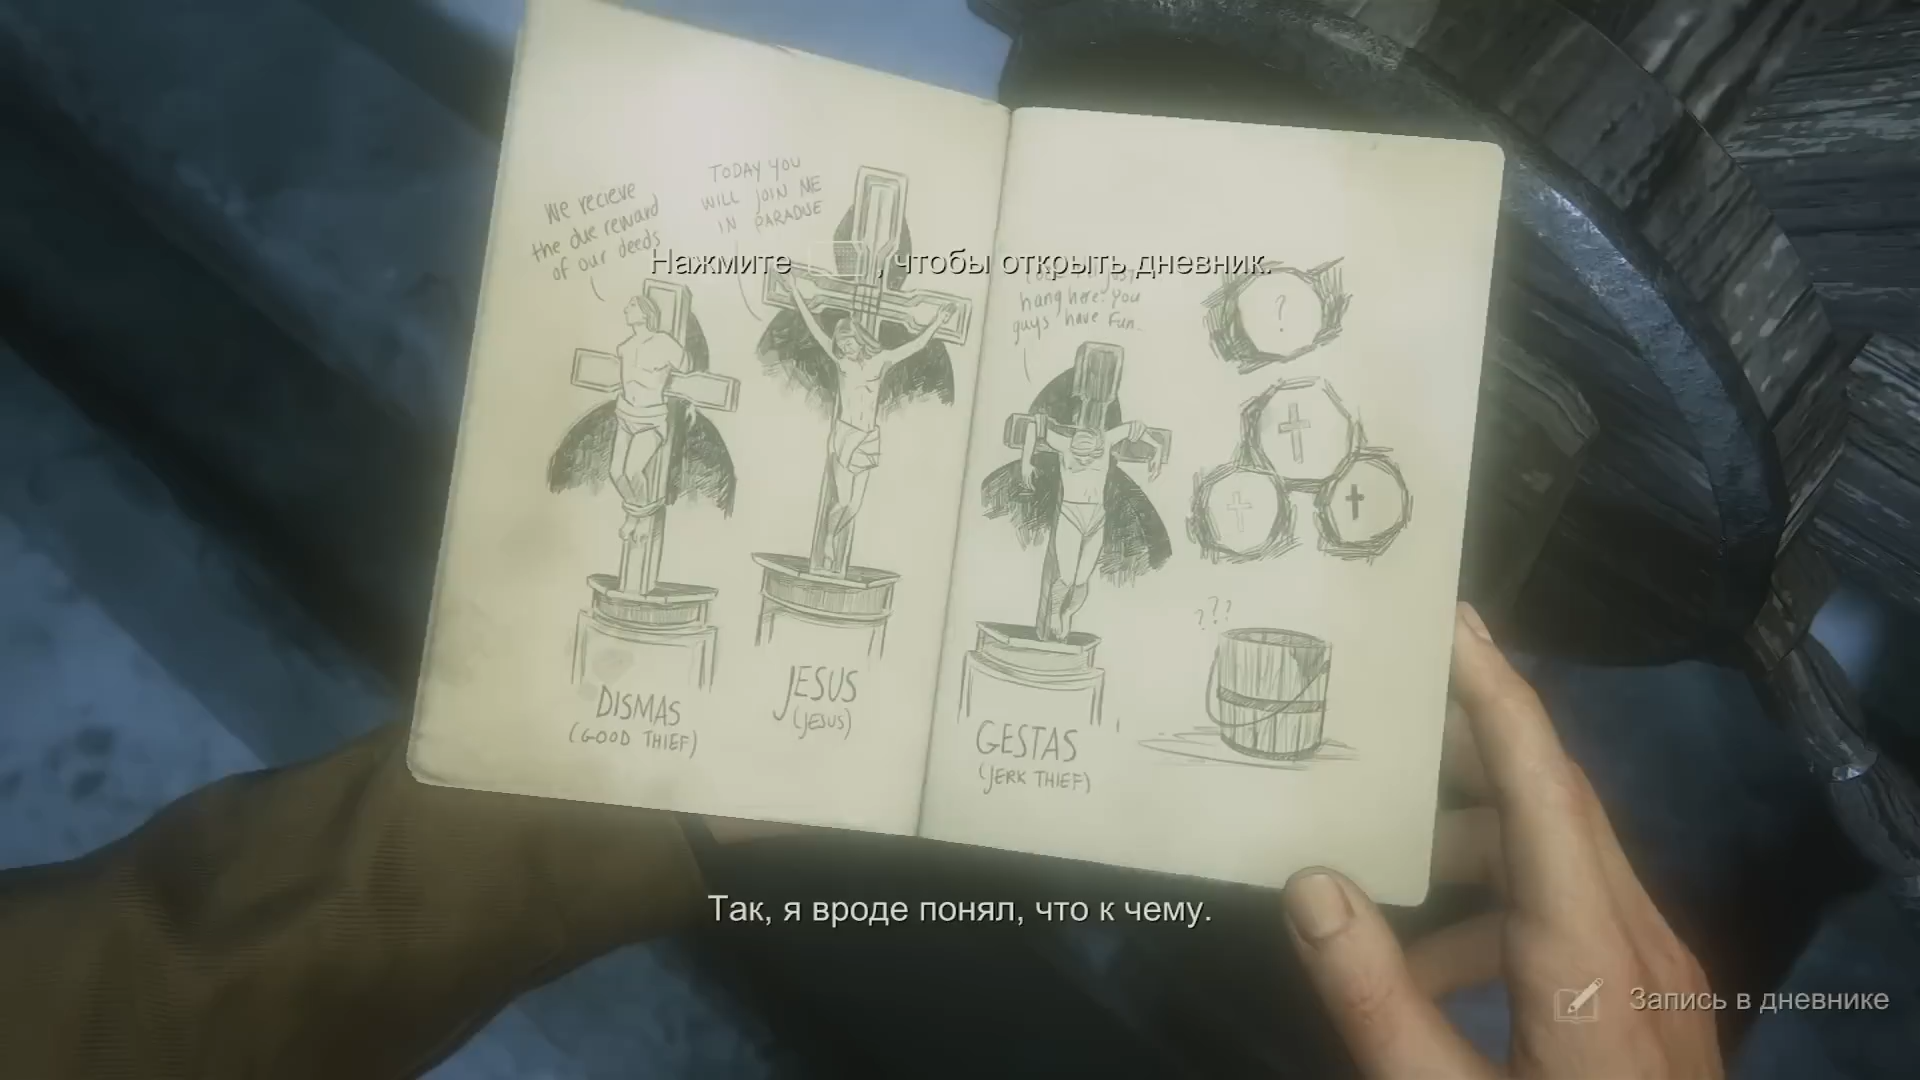 We recieve
the due reward
of our deeds
TODAY YOU
WILL JOIN ME
IN PARADISE
Нажмите , чтобы открыть дневник.
hang here. You
guys have fun.
?
DISMAS
(GOOD THIEF)
JESUS
(JESUS)
GESTAS
(JERK THIEF)
???
Так, я вроде понял, что к чему.
Запись в дневнике